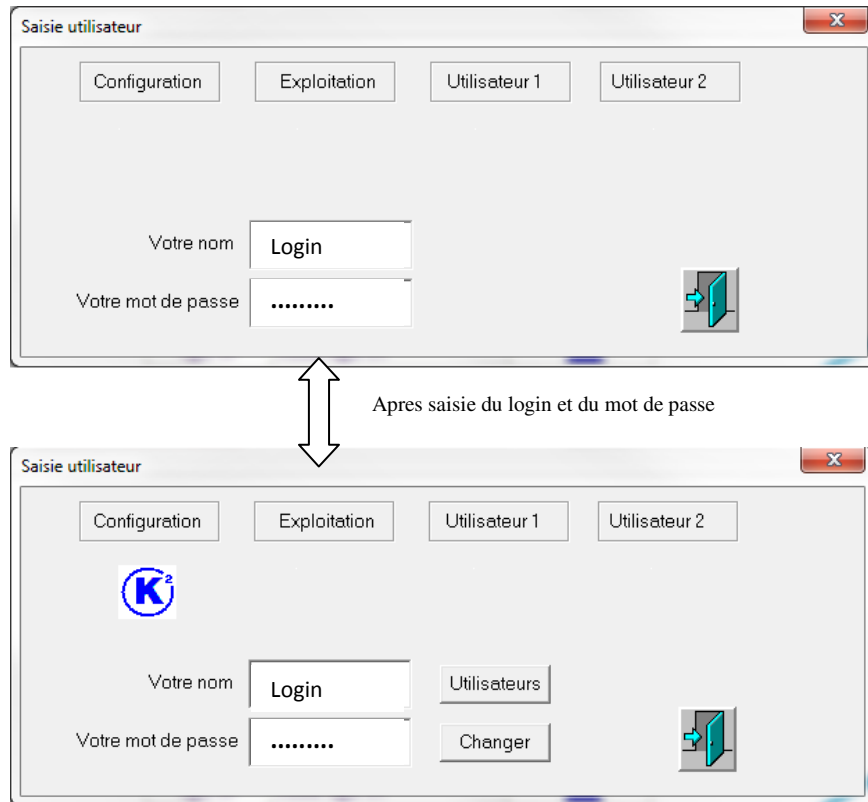 Saisie utilisateur
x
Configuration Exploitation Utilisateur 1 Utilisateur 2
Votre nom Login
Votre mot de passe •••••••••
Apres saisie du login et du mot de passe
Saisie utilisateur
x
Configuration Exploitation Utilisateur 1 Utilisateur 2
K²
Votre nom Login Utilisateurs
Votre mot de passe ••••••••• Changer